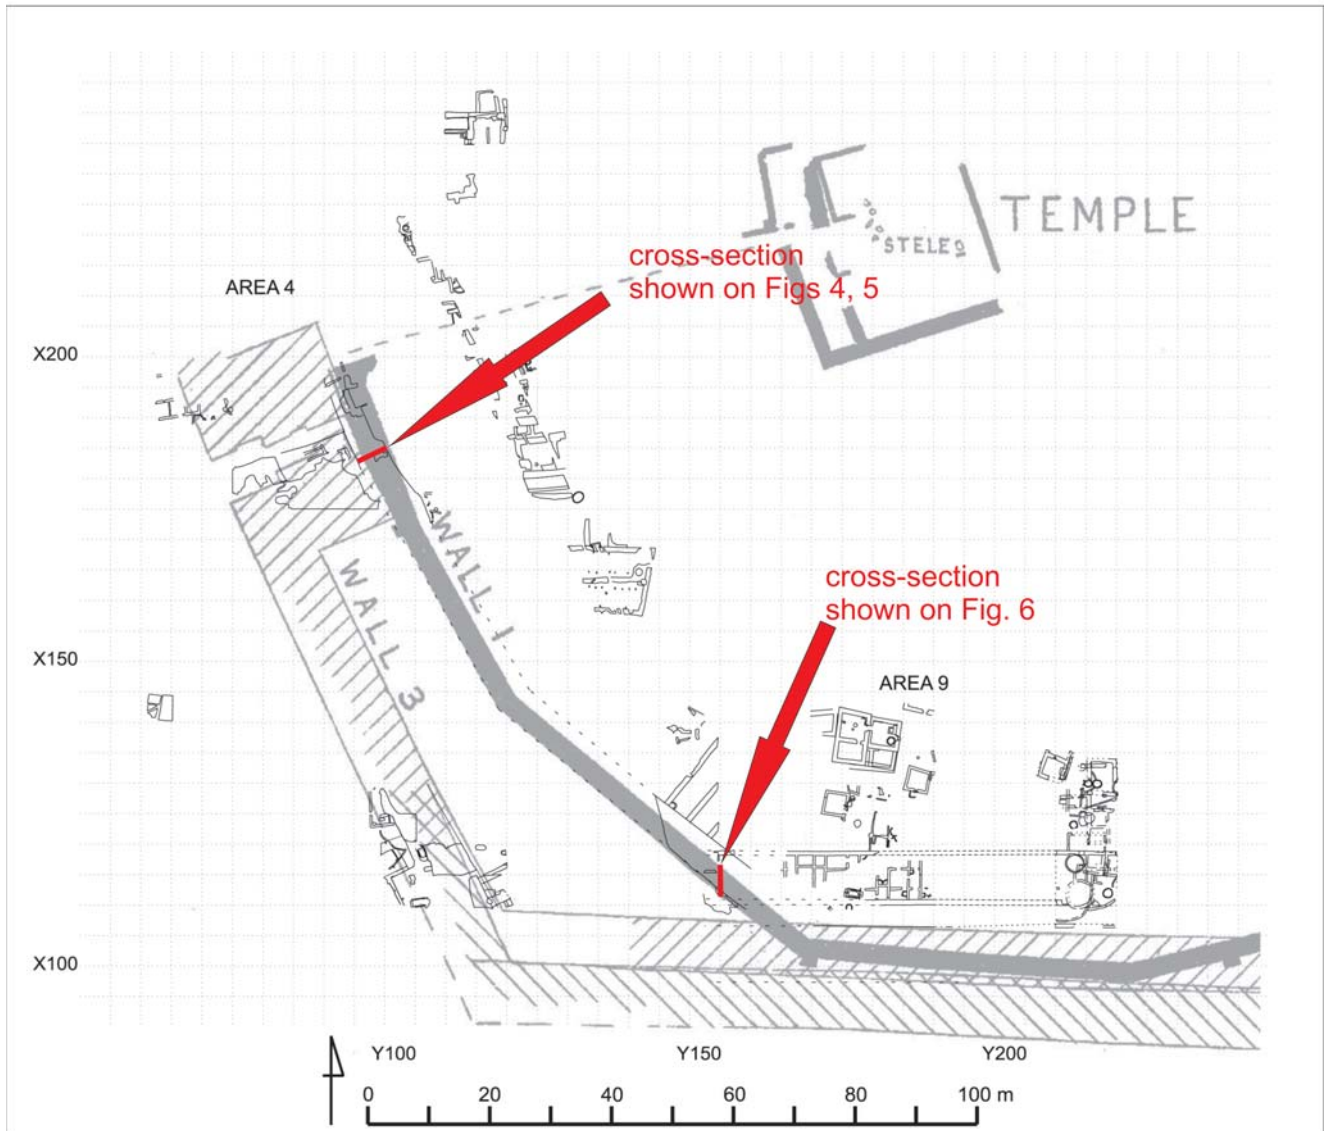 TEMPLE
STELE
cross-section
shown on Figs 4, 5
AREA 4
X200
WALL 1
WALL 3
cross-section
shown on Fig. 6
X150
AREA 9
X100
Y100
Y150
Y200
0 20 40 60 80 100 m